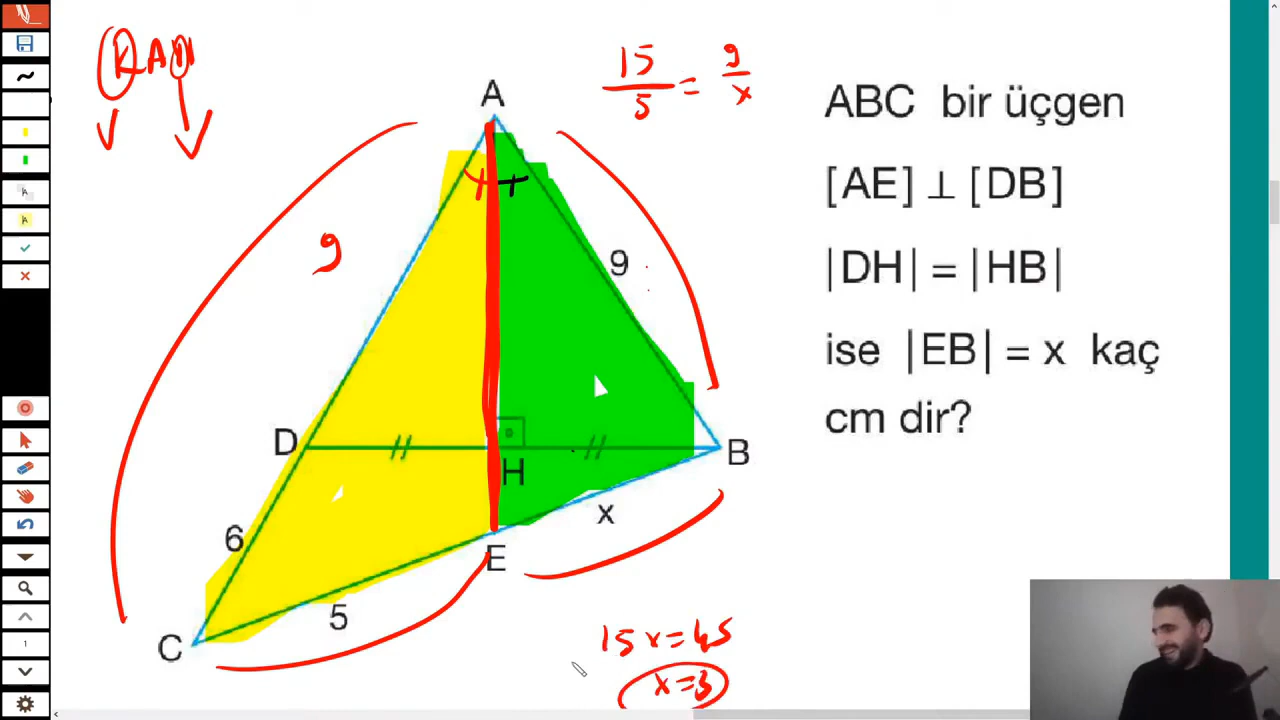 15/5 = 9/x
A
ABC bir üçgen
[AE] ⊥ [DB]
|DH| = |HB|
ise |EB| = x kaç
cm dir?
9
9
D
H
B
6
x
E
5
C
15x=45
x=3
1